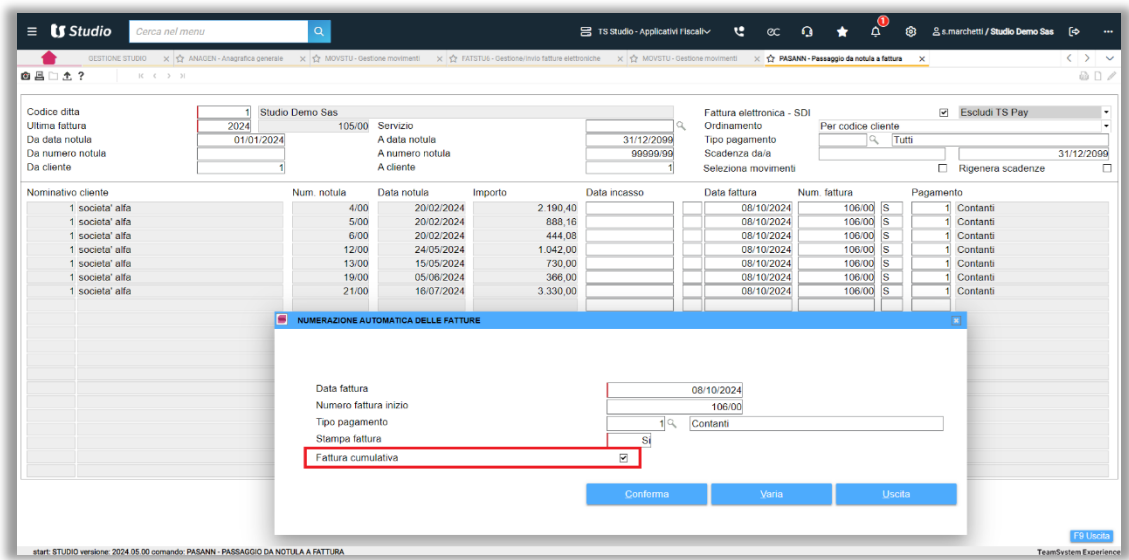 Studio Cerca nel menu TS Studio - Applicativi Fiscali 1 s.marchetti / Studio Demo Sas
GESTIONE STUDIO x ANAGEN - Anagrafica generale x MOVSTU - Gestione movimenti x FATSTU6 - Gestione/Invio fatture elettroniche x MOVSTU - Gestione movimenti x PASANN - Passaggio da notula a fattura x
Codice ditta 1 Studio Demo Sas Fattura elettronica - SDI Escludi TS Pay
Ultima fattura 2024 105/00 Servizio Ordinamento Per codice cliente
Da data notula 01/01/2024 A data notula 31/12/2099 Tipo pagamento Tutti
Da numero notula A numero notula 99999/99 Scadenza da/a 31/12/2099
Da cliente 1 A cliente 1 Seleziona movimenti Rigenera scadenze
Nominativo cliente Num. notula Data notula Importo Data incasso Data fattura Num. fattura Pagamento
1 societa' alfa 4/00 20/02/2024 2.190,40 08/10/2024 106/00 S 1 Contanti
1 societa' alfa 5/00 20/02/2024 888,16 08/10/2024 106/00 S 1 Contanti
1 societa' alfa 6/00 20/02/2024 444,08 08/10/2024 106/00 S 1 Contanti
1 societa' alfa 12/00 24/05/2024 1.042,00 08/10/2024 106/00 S 1 Contanti
1 societa' alfa 13/00 15/05/2024 730,00 08/10/2024 106/00 S 1 Contanti
1 societa' alfa 19/00 05/06/2024 366,00 08/10/2024 106/00 S 1 Contanti
1 societa' alfa 21/00 16/07/2024 3.330,00 08/10/2024 106/00 S 1 Contanti
NUMERAZIONE AUTOMATICA DELLE FATTURE
Data fattura 08/10/2024
Numero fattura inizio 106/00
Tipo pagamento 1 Contanti
Stampa fattura Si
Fattura cumulativa
Conferma Varia Uscita
F9 Uscita
start: STUDIO versione: 2024.05.00 comando: PASANN - PASSAGGIO DA NOTULA A FATTURA TeamSystem Experience